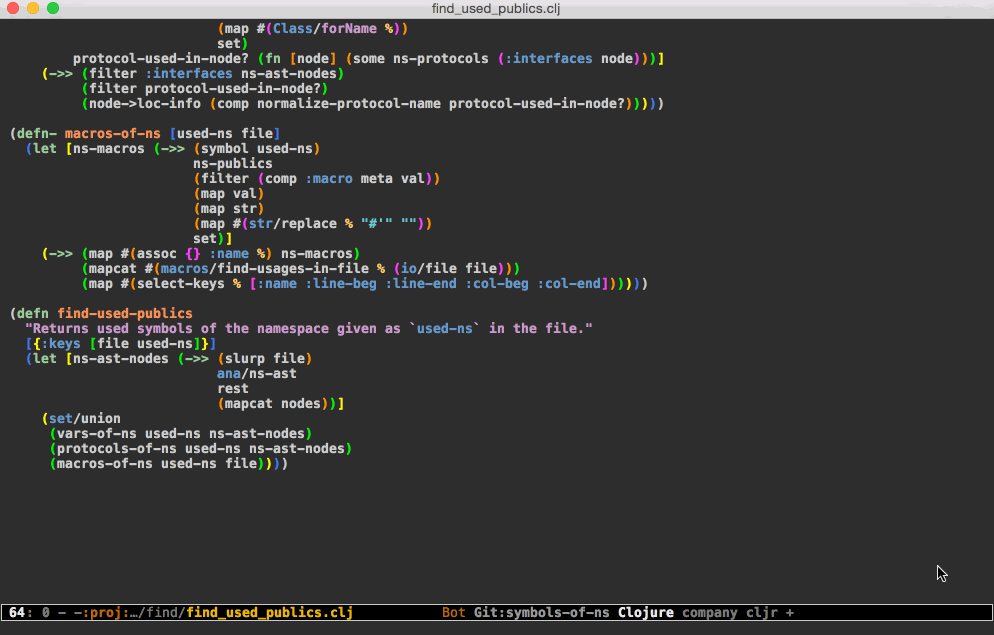 find_used_publics.clj
(map #(Class/forName %))
set)
protocol-used-in-node? (fn [node] (some ns-protocols (:interfaces node)))]
(->> (filter :interfaces ns-ast-nodes)
(filter protocol-used-in-node?)
(node->loc-info (comp normalize-protocol-name protocol-used-in-node?)))))
(defn- macros-of-ns [used-ns file]
(let [ns-macros (->> (symbol used-ns)
ns-publics
(filter (comp :macro meta val))
(map val)
(map str)
(map #(str/replace % "#'" ""))
set)]
(->> (map #(assoc {} :name %) ns-macros)
(mapcat #(macros/find-usages-in-file % (io/file file)))
(map #(select-keys % [:name :line-beg :line-end :col-beg :col-end])))))
(defn find-used-publics
"Returns used symbols of the namespace given as `used-ns` in the file."
[{:keys [file used-ns]}]
(let [ns-ast-nodes (->> (slurp file)
ana/ns-ast
rest
(mapcat nodes))]
(set/union
(vars-of-ns used-ns ns-ast-nodes)
(protocols-of-ns used-ns ns-ast-nodes)
(macros-of-ns used-ns file))))
64: 0 - -:proj:…/find/find_used_publics.clj Bot Git:symbols-of-ns Clojure company cljr +